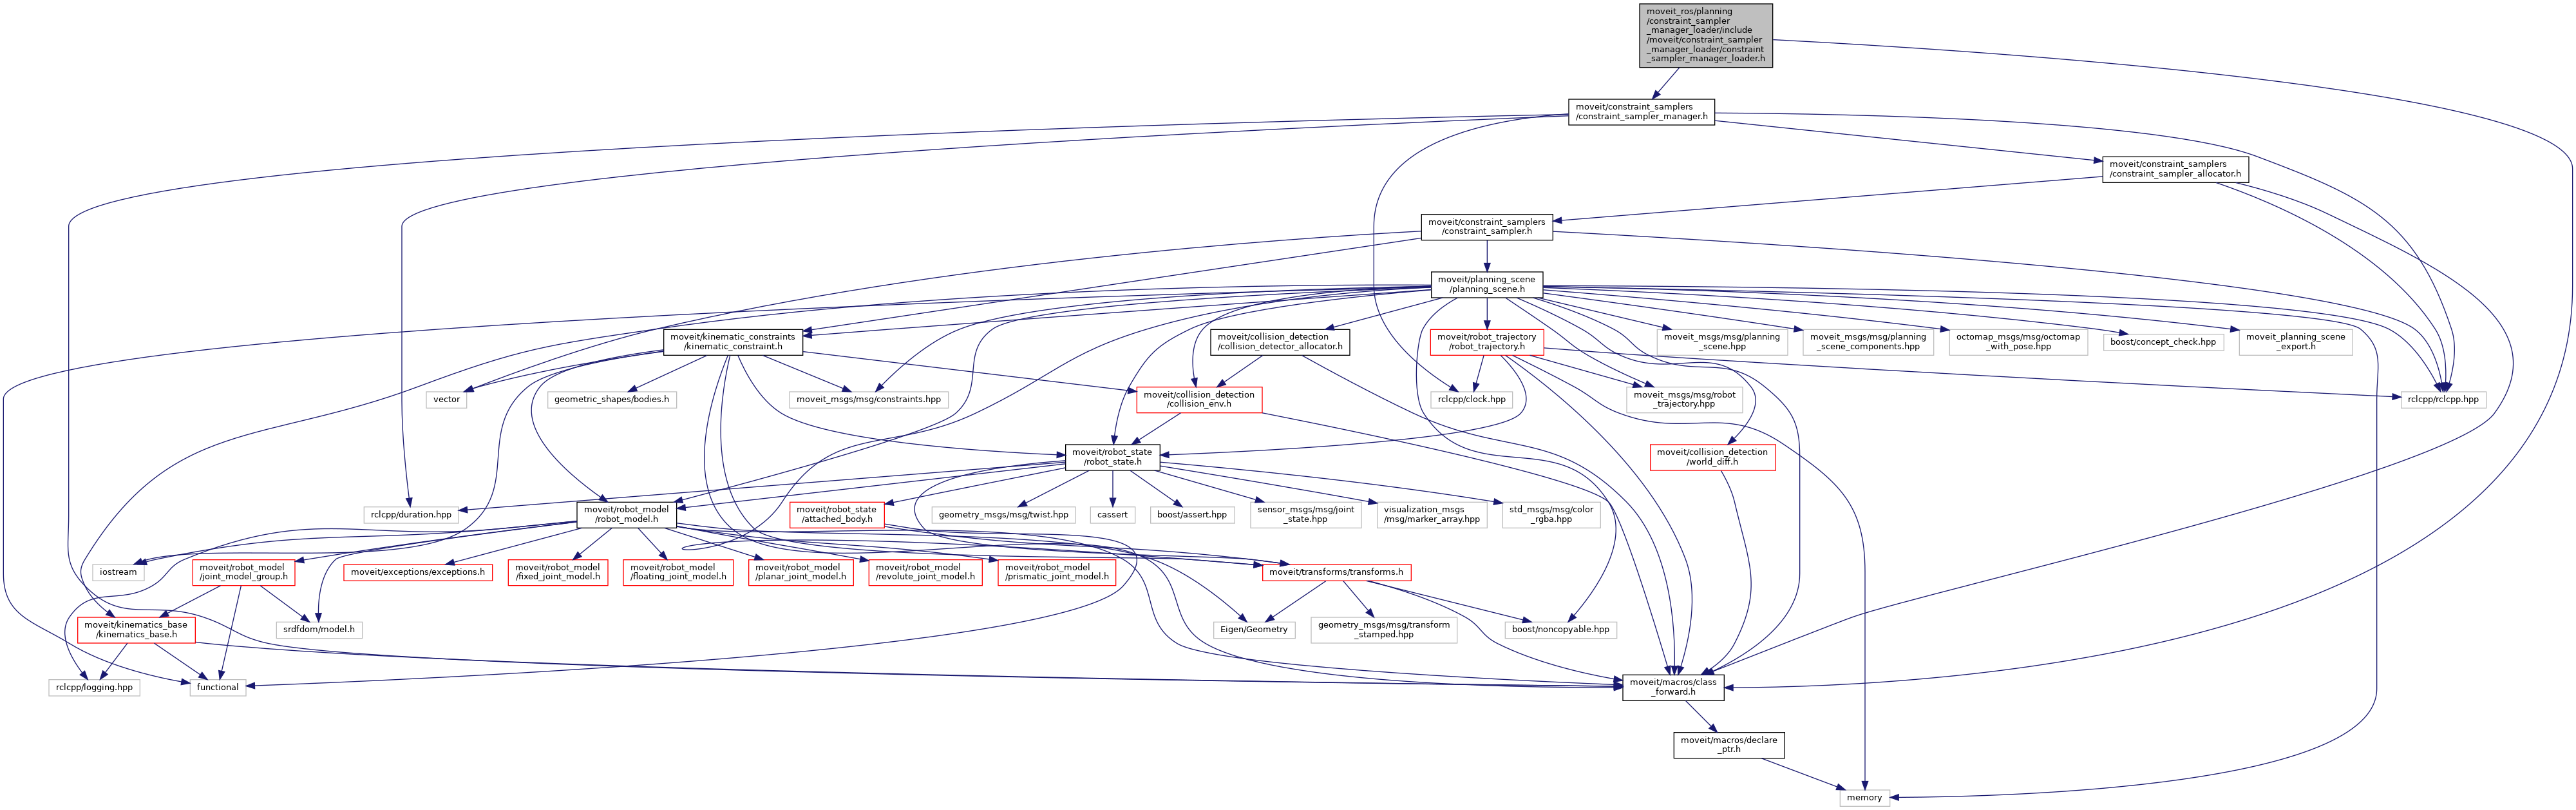 moveit_ros/planning
/constraint_sampler
_manager_loader/include
/moveit/constraint_sampler
_manager_loader/constraint
_sampler_manager_loader.h
moveit/constraint_samplers
/constraint_sampler_manager.h
moveit/constraint_samplers
/constraint_sampler_allocator.h
moveit/constraint_samplers
/constraint_sampler.h
moveit/planning_scene
/planning_scene.h
moveit/kinematic_constraints
/kinematic_constraint.h
moveit/collision_detection
/collision_detector_allocator.h
moveit/robot_trajectory
/robot_trajectory.h
moveit_msgs/msg/planning
_scene.hpp
moveit_msgs/msg/planning
_scene_components.hpp
octomap_msgs/msg/octomap
_with_pose.hpp
boost/concept_check.hpp
moveit_planning_scene
_export.h
vector
geometric_shapes/bodies.h
moveit_msgs/msg/constraints.hpp
moveit/collision_detection
/collision_env.h
rclcpp/clock.hpp
moveit_msgs/msg/robot
_trajectory.hpp
rclcpp/rclcpp.hpp
moveit/robot_state
/robot_state.h
moveit/collision_detection
/world_diff.h
rclcpp/duration.hpp
moveit/robot_model
/robot_model.h
moveit/robot_state
/attached_body.h
geometry_msgs/msg/twist.hpp
cassert
boost/assert.hpp
sensor_msgs/msg/joint
_state.hpp
visualization_msgs
/msg/marker_array.hpp
std_msgs/msg/color
_rgba.hpp
iostream
moveit/robot_model
/joint_model_group.h
moveit/exceptions/exceptions.h
moveit/robot_model
/fixed_joint_model.h
moveit/robot_model
/floating_joint_model.h
moveit/robot_model
/planar_joint_model.h
moveit/robot_model
/revolute_joint_model.h
moveit/robot_model
/prismatic_joint_model.h
moveit/transforms/transforms.h
moveit/kinematics_base
/kinematics_base.h
srdfdom/model.h
Eigen/Geometry
geometry_msgs/msg/transform
_stamped.hpp
boost/noncopyable.hpp
rclcpp/logging.hpp
functional
moveit/macros/class
_forward.h
moveit/macros/declare
_ptr.h
memory